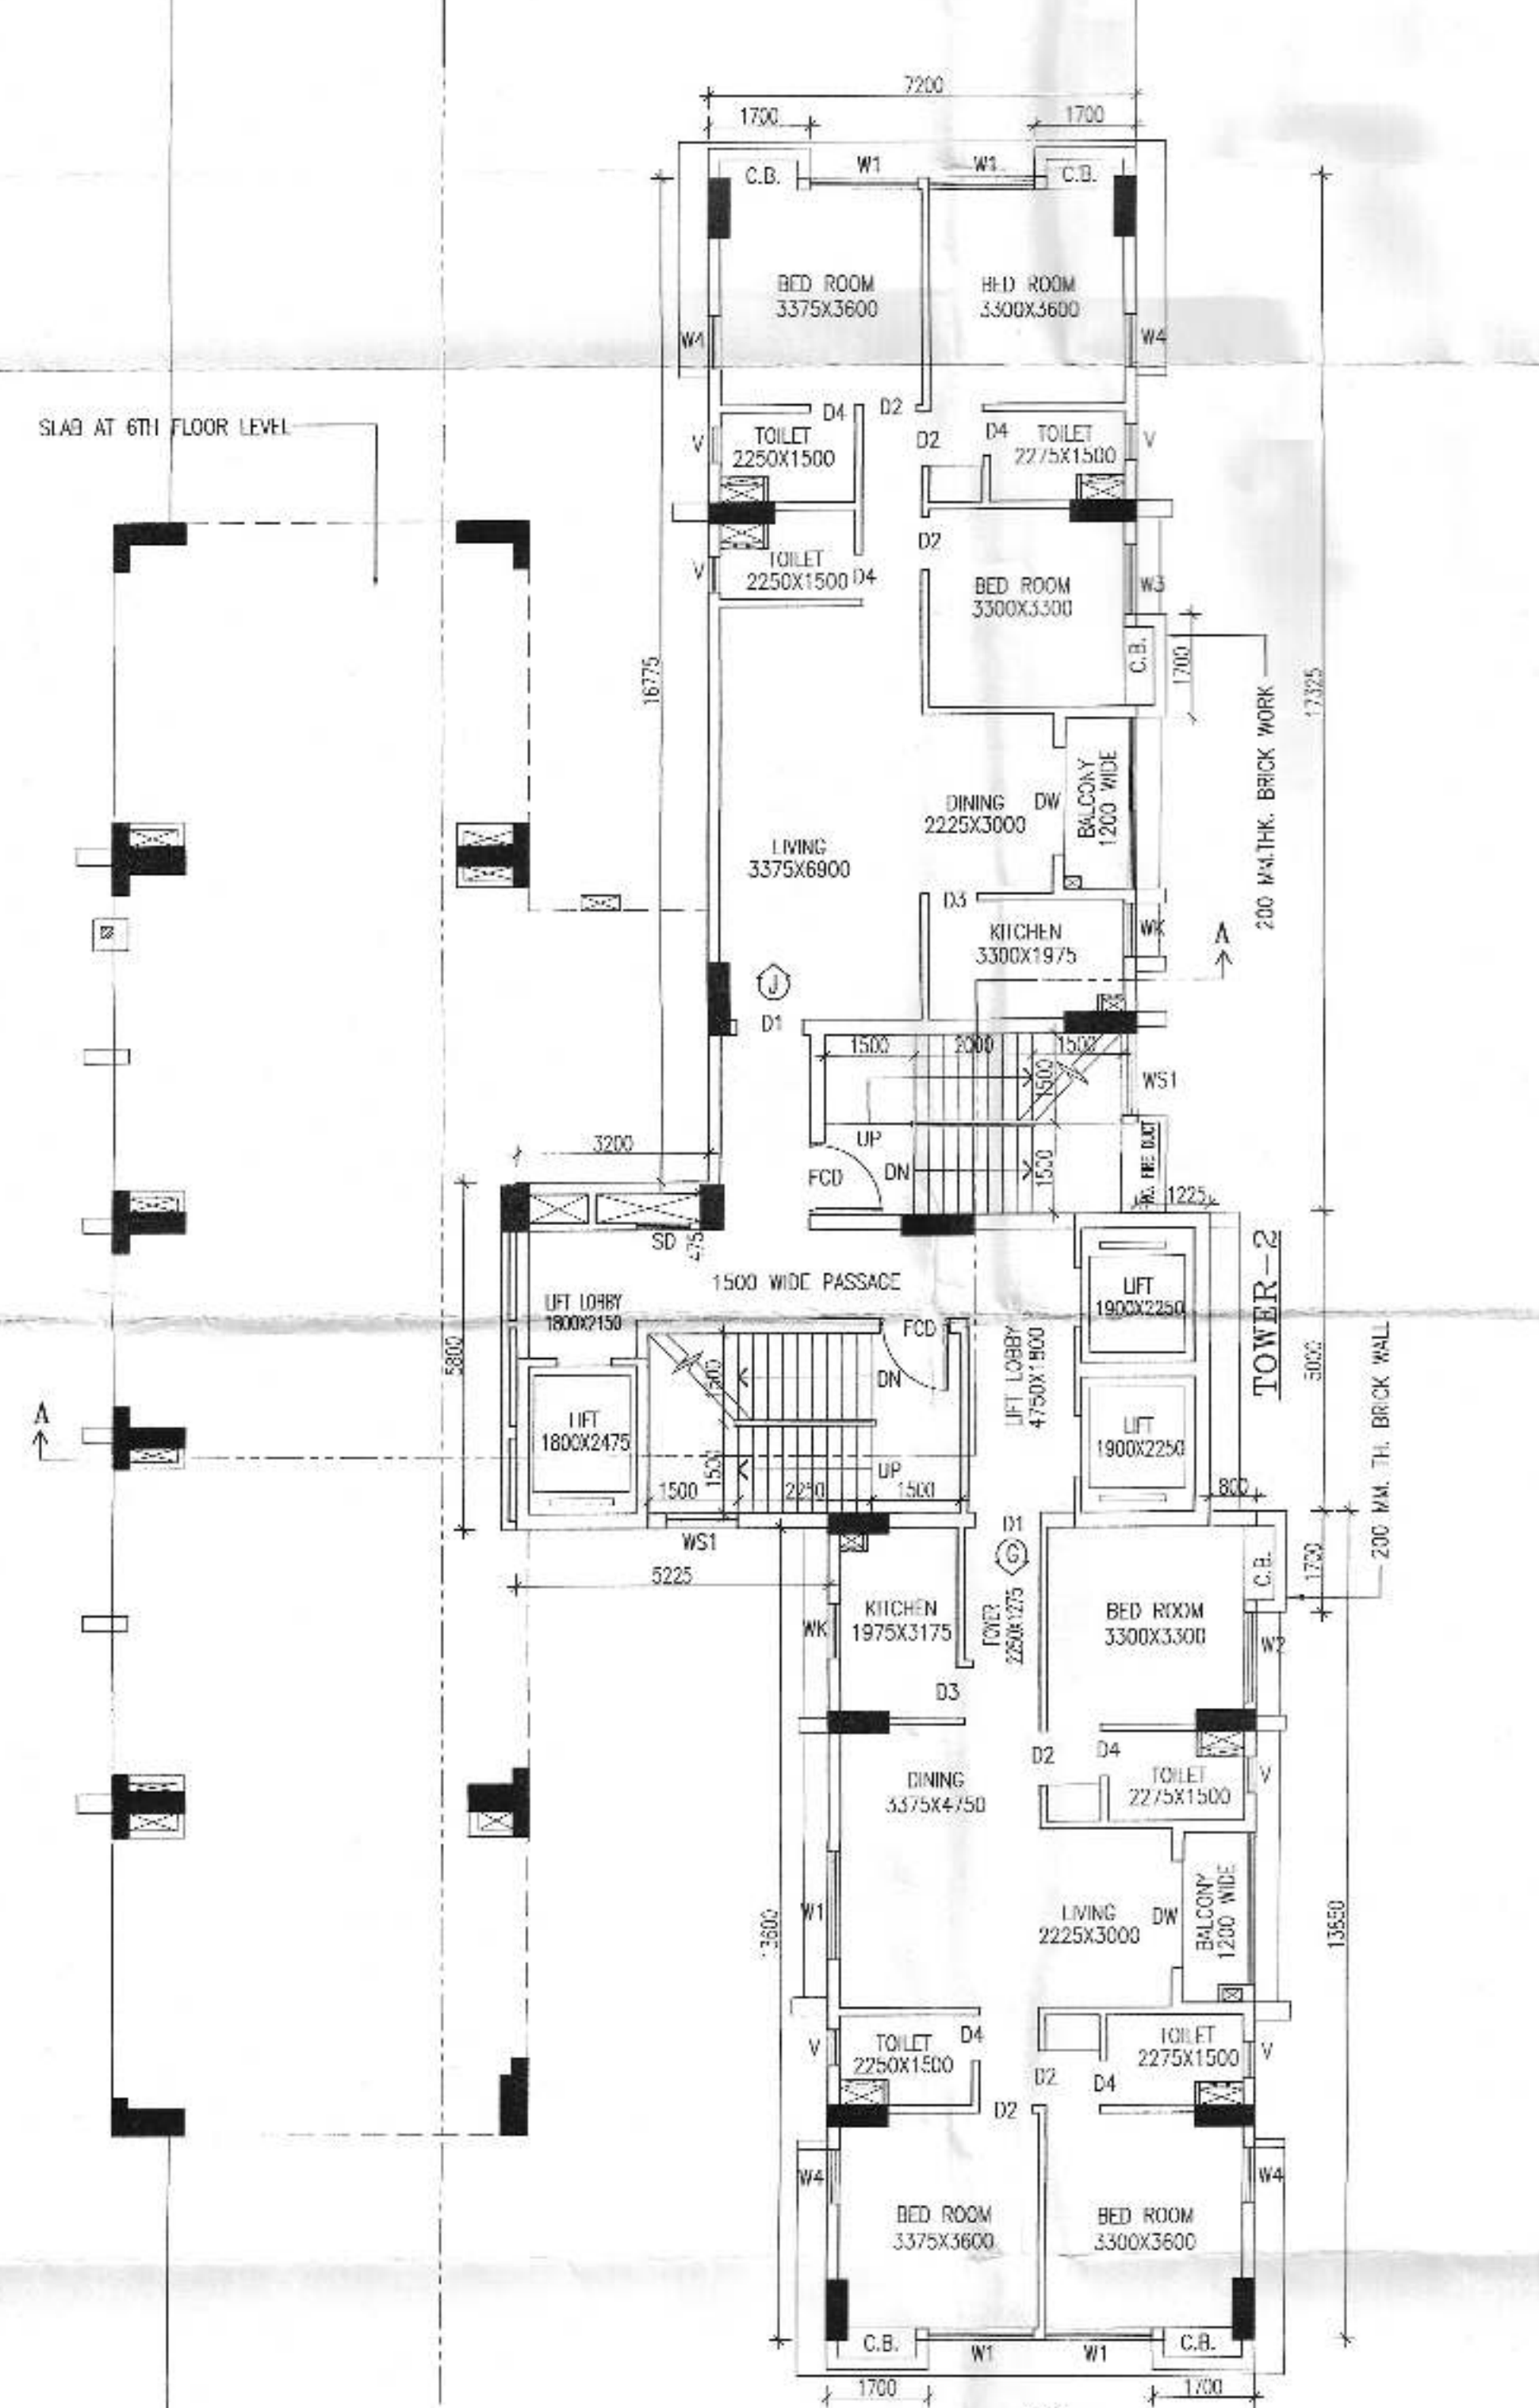 7200
1700
1700
C.B.
W1
W1
C.B.
BED ROOM
3375X3600
BED ROOM
3300X3600
W4
W4
SLAB AT 6TH FLOOR LEVEL
D4
D2
V
TOILET
2250X1500
D2
D4
TOILET
2275X1500
V
D2
V
TOILET
2250X1500
D4
BED ROOM
3300X3300
W3
C.B.
1700
16775
17325
200 MM.THK. BRICK WORK
DINING
2225X3000
DW
BALCONY
1200 WIDE
LIVING
3375X6900
D3
KITCHEN
3300X1975
WK
A
J
D1
1500
2000
1500
1500
WS1
UP
3200
FCD
DN
1500
FIRE DUCT
1225
SD
475
1500 WIDE PASSAGE
LIFT
1900X2250
TOWER-2
LIFT LOBBY
1800X2150
FCD
LIFT LOBBY
4750X1800
5800
1500
DN
5000
A
LIFT
1800X2475
LIFT
1900X2250
200 MM. TH. BRICK WALL
1500
UP
1500
2250
1500
800
WS1
D1
G
C.B.
1700
5225
KITCHEN
1975X3175
WK
FOYER
2250X1275
BED ROOM
3300X3300
W2
D3
D2
D4
DINING
3375X4750
TOILET
2275X1500
V
W1
LIVING
2225X3000
DW
BALCONY
1200 WIDE
13600
13850
V
TOILET
2250X1500
D4
TOILET
2275X1500
V
D2
D4
D2
W4
W4
BED ROOM
3375X3600
BED ROOM
3300X3600
C.B.
W1
W1
C.B.
1700
1700